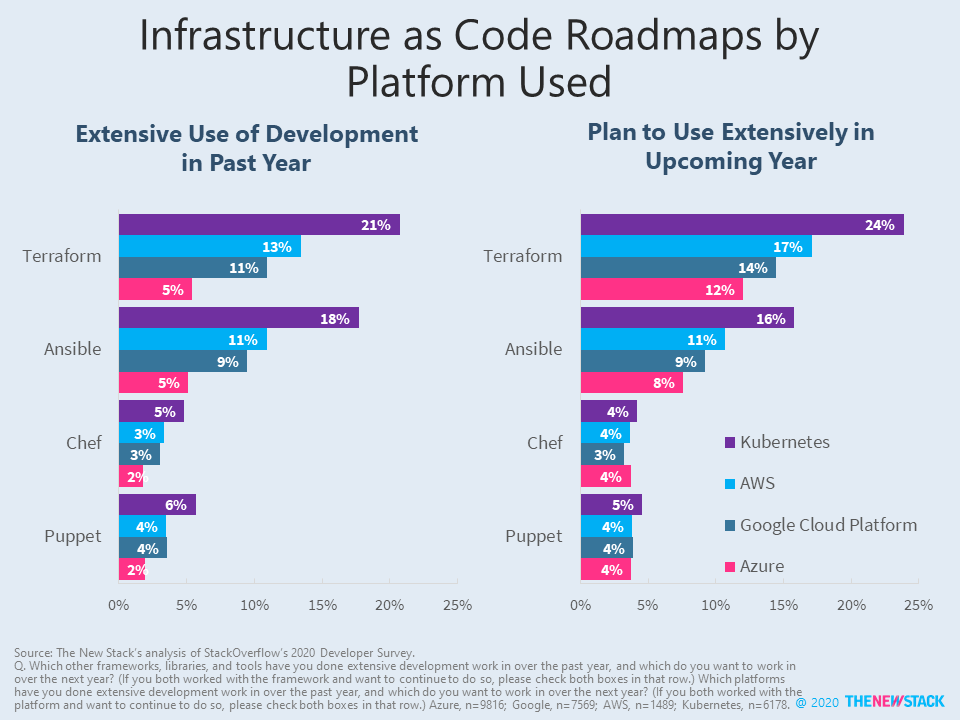 Infrastructure as Code Roadmaps by
Platform Used
Extensive Use of Development
in Past Year
Terraform
21%
13%
11%
5%
Ansible
18%
11%
9%
5%
Chef
5%
3%
3%
2%
Puppet
6%
4%
4%
2%
0%
5%
10%
15%
20%
25%
Plan to Use Extensively in
Upcoming Year
Terraform
24%
17%
14%
12%
Ansible
16%
11%
9%
8%
Chef
4%
4%
3%
4%
Puppet
5%
4%
4%
4%
0%
5%
10%
15%
20%
25%
Kubernetes
AWS
Google Cloud Platform
Azure
Source: The New Stack's analysis of StackOverflow's 2020 Developer Survey.
Q. Which other frameworks, libraries, and tools have you done extensive development work in over the past year, and which do you want to work in
over the next year? (If you both worked with the framework and want to continue to do so, please check both boxes in that row.) Which platforms
have you done extensive development work in over the past year, and which do you want to work in over the next year? (If you both worked with the
platform and want to continue to do so, please check both boxes in that row.) Azure, n=9816; Google, n=7569; AWS, n=1489; Kubernetes, n=6178.
@ 2020 THENEWSTACK